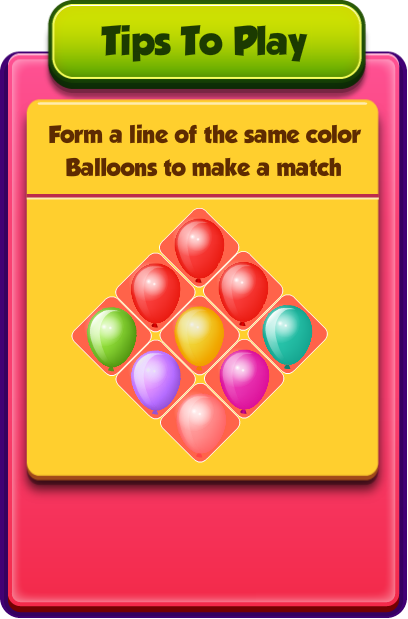 Tips To Play
Form a line of the same color
Balloons to make a match